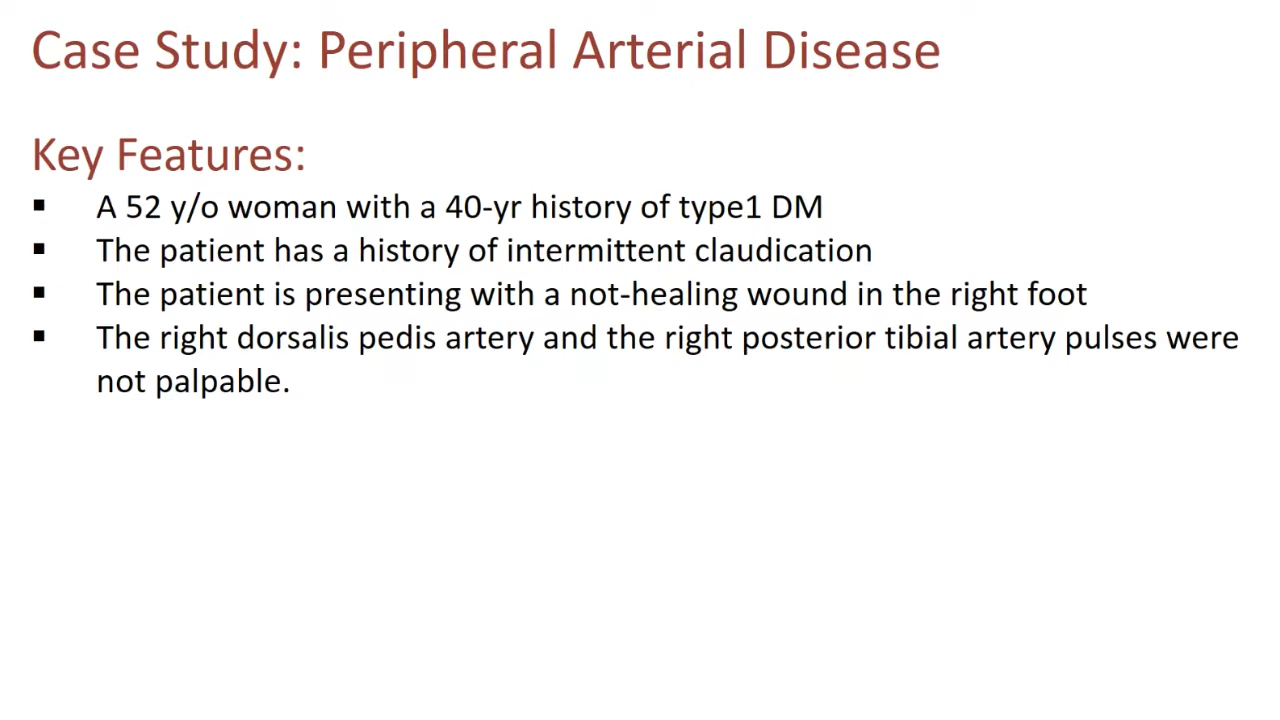 Case Study: Peripheral Arterial Disease
Key Features:
▪ A 52 y/o woman with a 40-yr history of type1 DM
▪ The patient has a history of intermittent claudication
▪ The patient is presenting with a not-healing wound in the right foot
▪ The right dorsalis pedis artery and the right posterior tibial artery pulses were
not palpable.